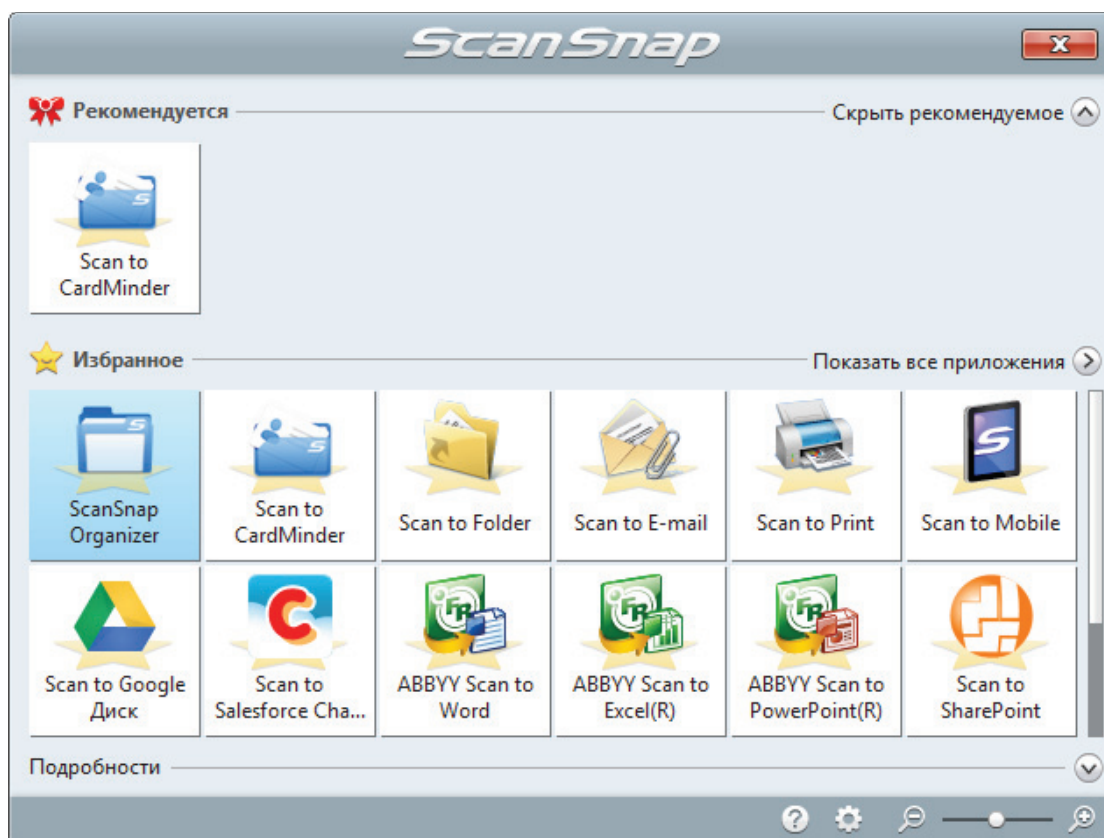 ScanSnap
Рекомендуется
Скрыть рекомендуемое
Scan to
CardMinder
Избранное
Показать все приложения
ScanSnap
Organizer
Scan to
CardMinder
Scan to Folder
Scan to E-mail
Scan to Print
Scan to Mobile
Scan to Google
Диск
Scan to
Salesforce Cha...
ABBYY Scan to
Word
ABBYY Scan to
Excel(R)
ABBYY Scan to
PowerPoint(R)
Scan to
SharePoint
Подробности